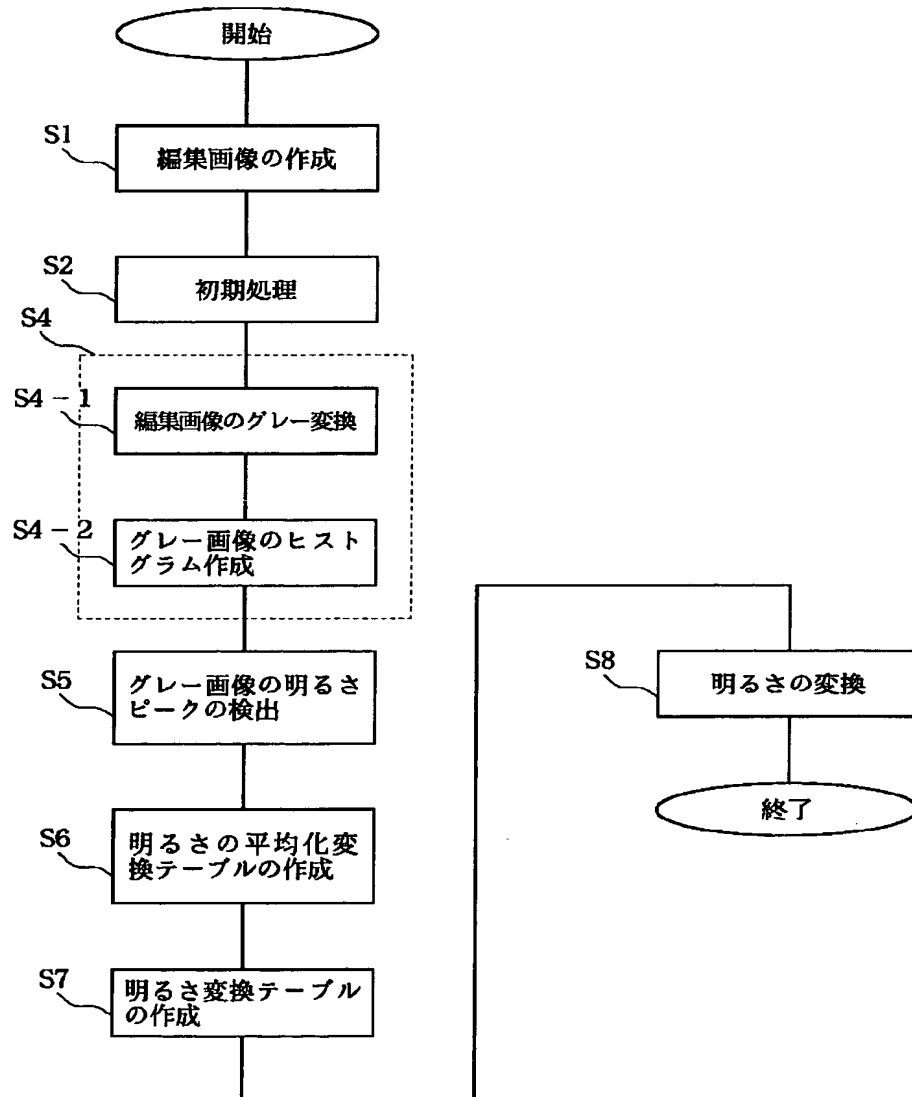 開始
S1
編集画像の作成
S2
初期処理
S4
S4-1
編集画像のグレー変換
S4-2
グレー画像のヒスト
グラム作成
S5
グレー画像の明るさ
ピークの検出
S6
明るさの平均化変
換テーブルの作成
S7
明るさ変換テーブル
の作成
S8
明るさの変換
終了